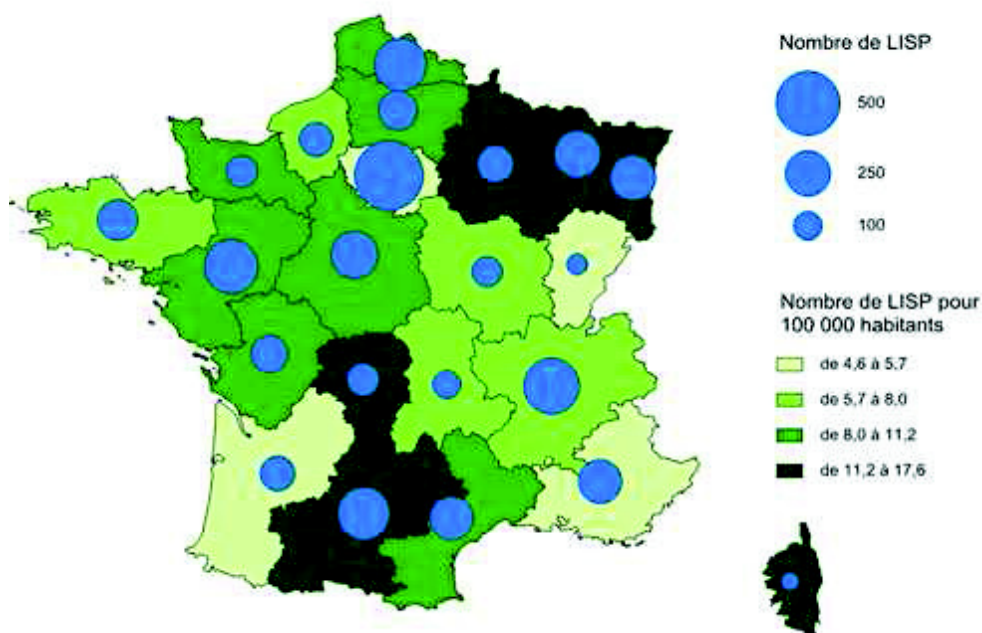 Nombre de LISP
500
250
100
Nombre de LISP pour
100 000 habitants
de 4,6 à 5,7
de 5,7 à 8,0
de 8,0 à 11,2
de 11,2 à 17,6